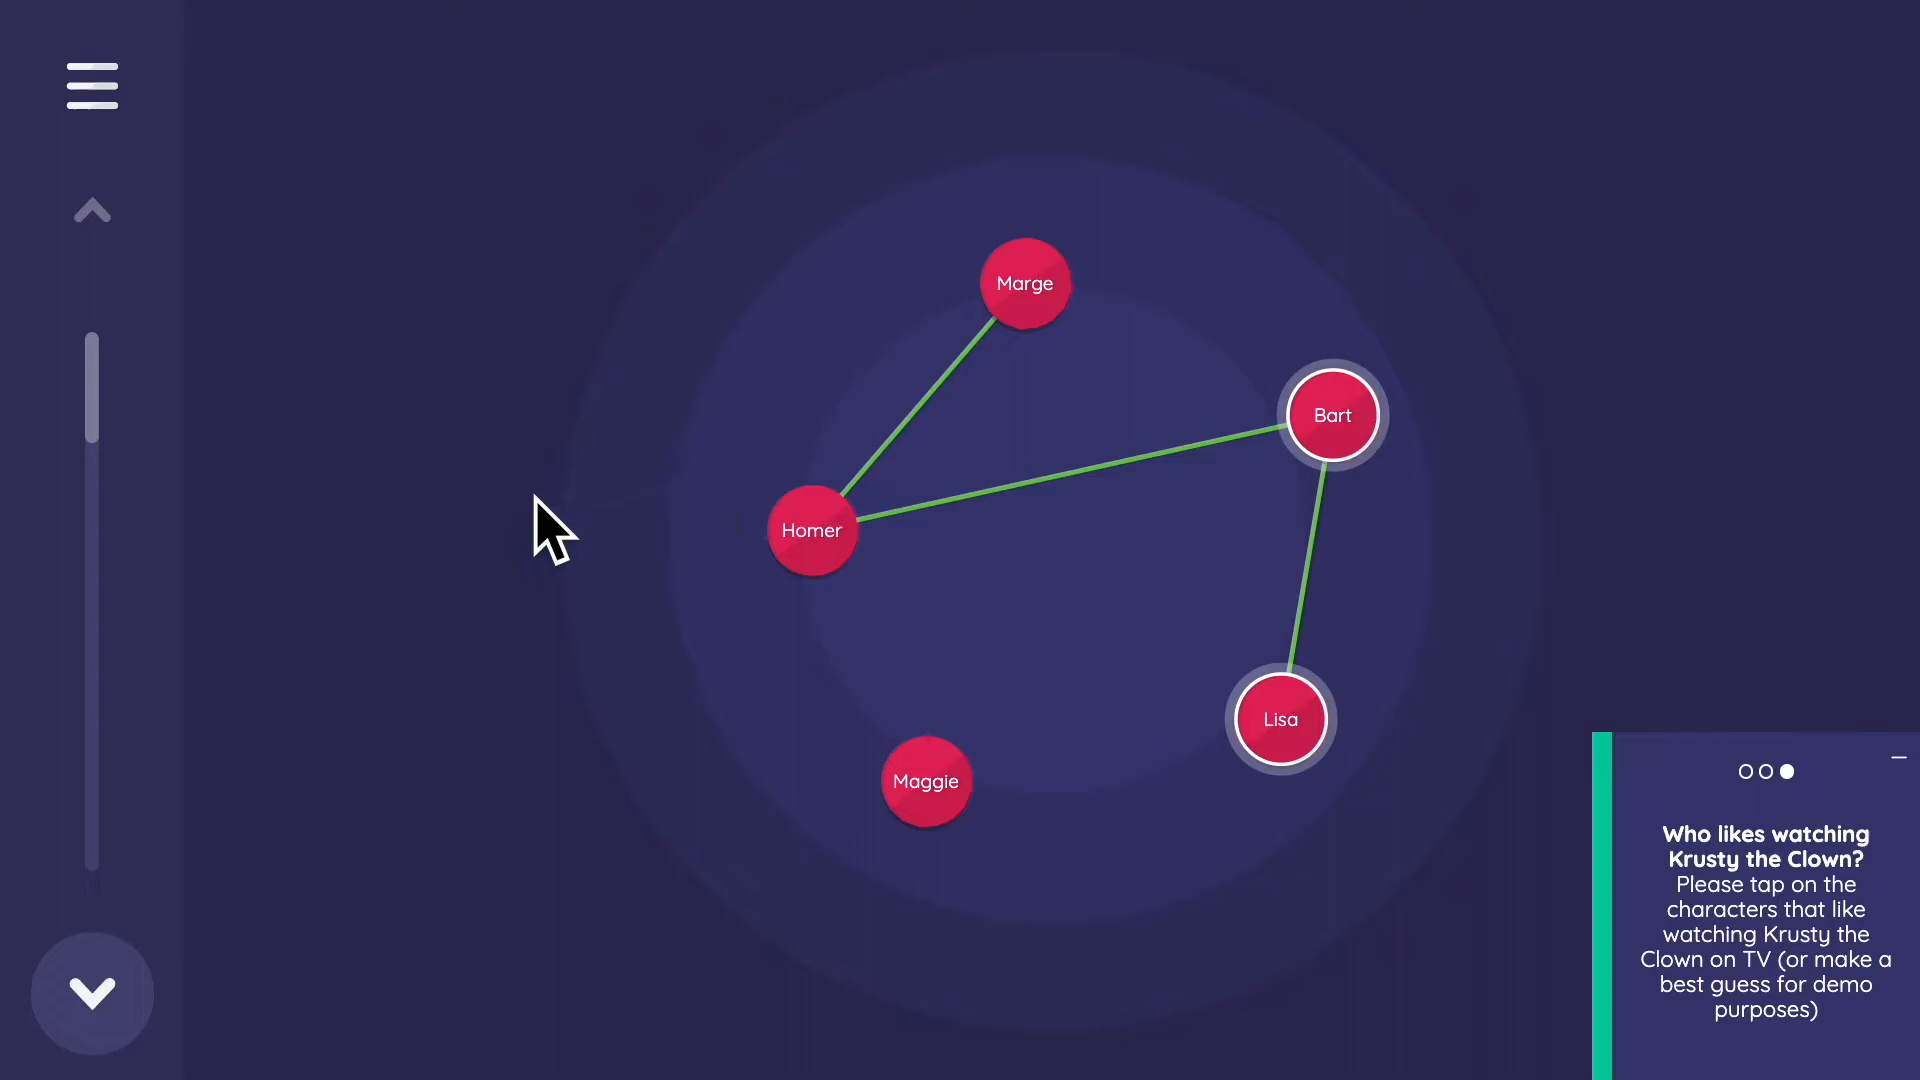 Marge
Bart
Homer
Lisa
Maggie
Who likes watching
Krusty the Clown?
Please tap on the
characters that like
watching Krusty the
Clown on TV (or make a
best guess for demo
purposes)